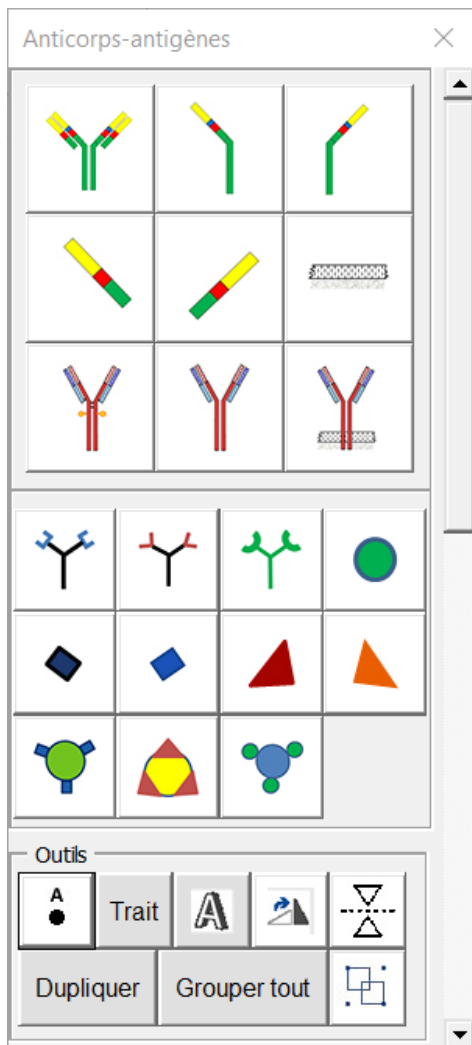 Anticorps-antigènes
Outils
A
Trait
A
Dupliquer
Grouper tout